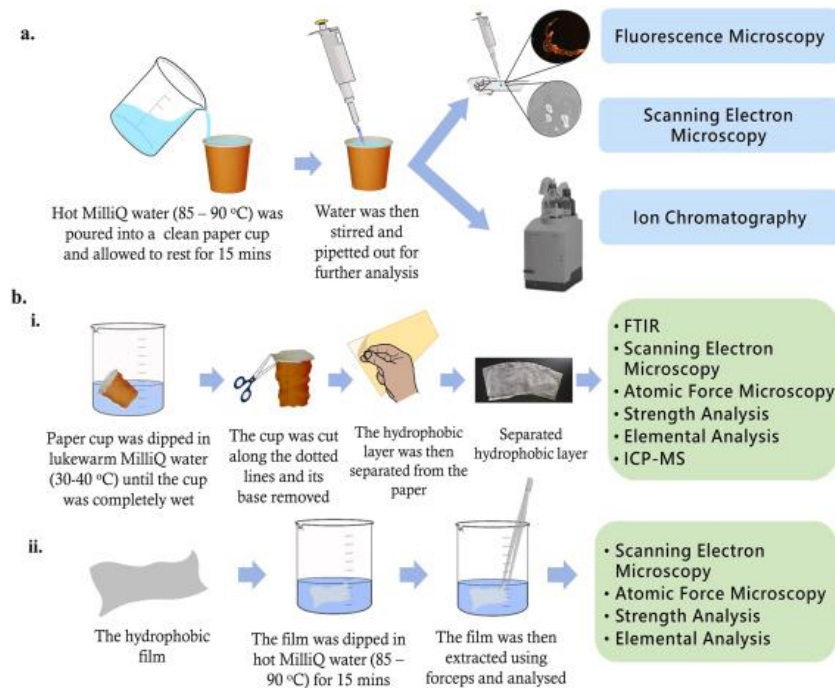 a.
Hot MilliQ water (85 – 90 °C) was
poured into a clean paper cup
and allowed to rest for 15 mins
Water was then
stirred and
pipetted out for
further analysis
Fluorescence Microscopy
Scanning Electron
Microscopy
Ion Chromatography
b.
i.
Paper cup was dipped in
lukewarm MilliQ water
(30-40 °C) until the cup
was completely wet
The cup was cut
along the dotted
lines and its
base removed
The hydrophobic
layer was then
separated from the
paper
Separated
hydrophobic layer
• FTIR
• Scanning Electron
Microscopy
• Atomic Force Microscopy
• Strength Analysis
• Elemental Analysis
• ICP-MS
ii.
The hydrophobic
film
The film was dipped in
hot MilliQ water (85 –
90 °C) for 15 mins
The film was then
extracted using
forceps and analysed
• Scanning Electron
Microscopy
• Atomic Force Microscopy
• Strength Analysis
• Elemental Analysis